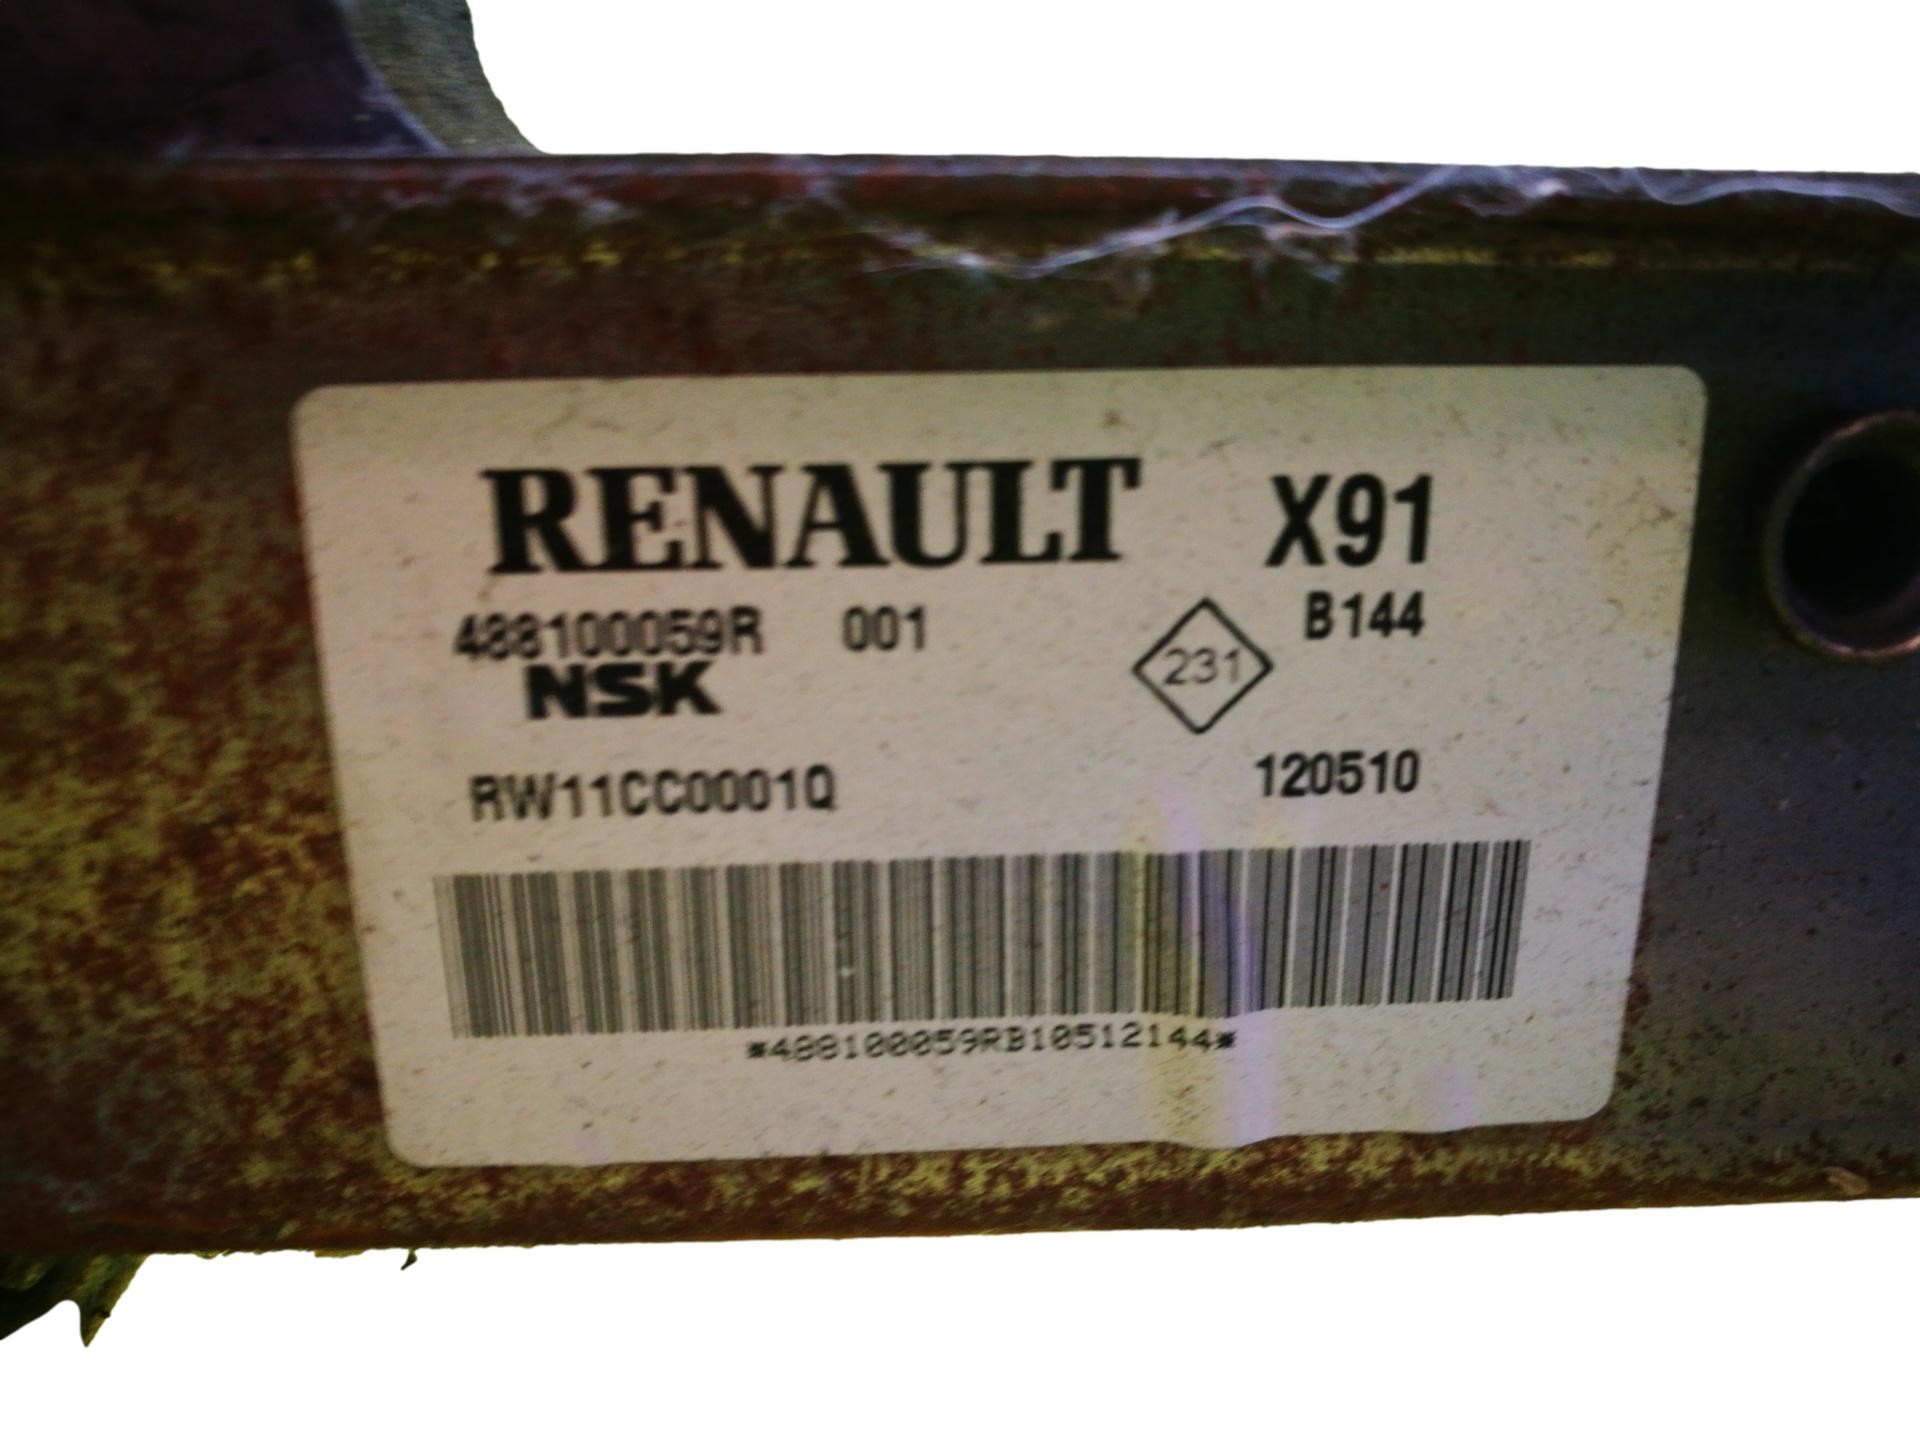 RENAULT X91
488100059R 001 B144
NSK 231
RW11CC0001Q 120510
*488100059RB10512144*